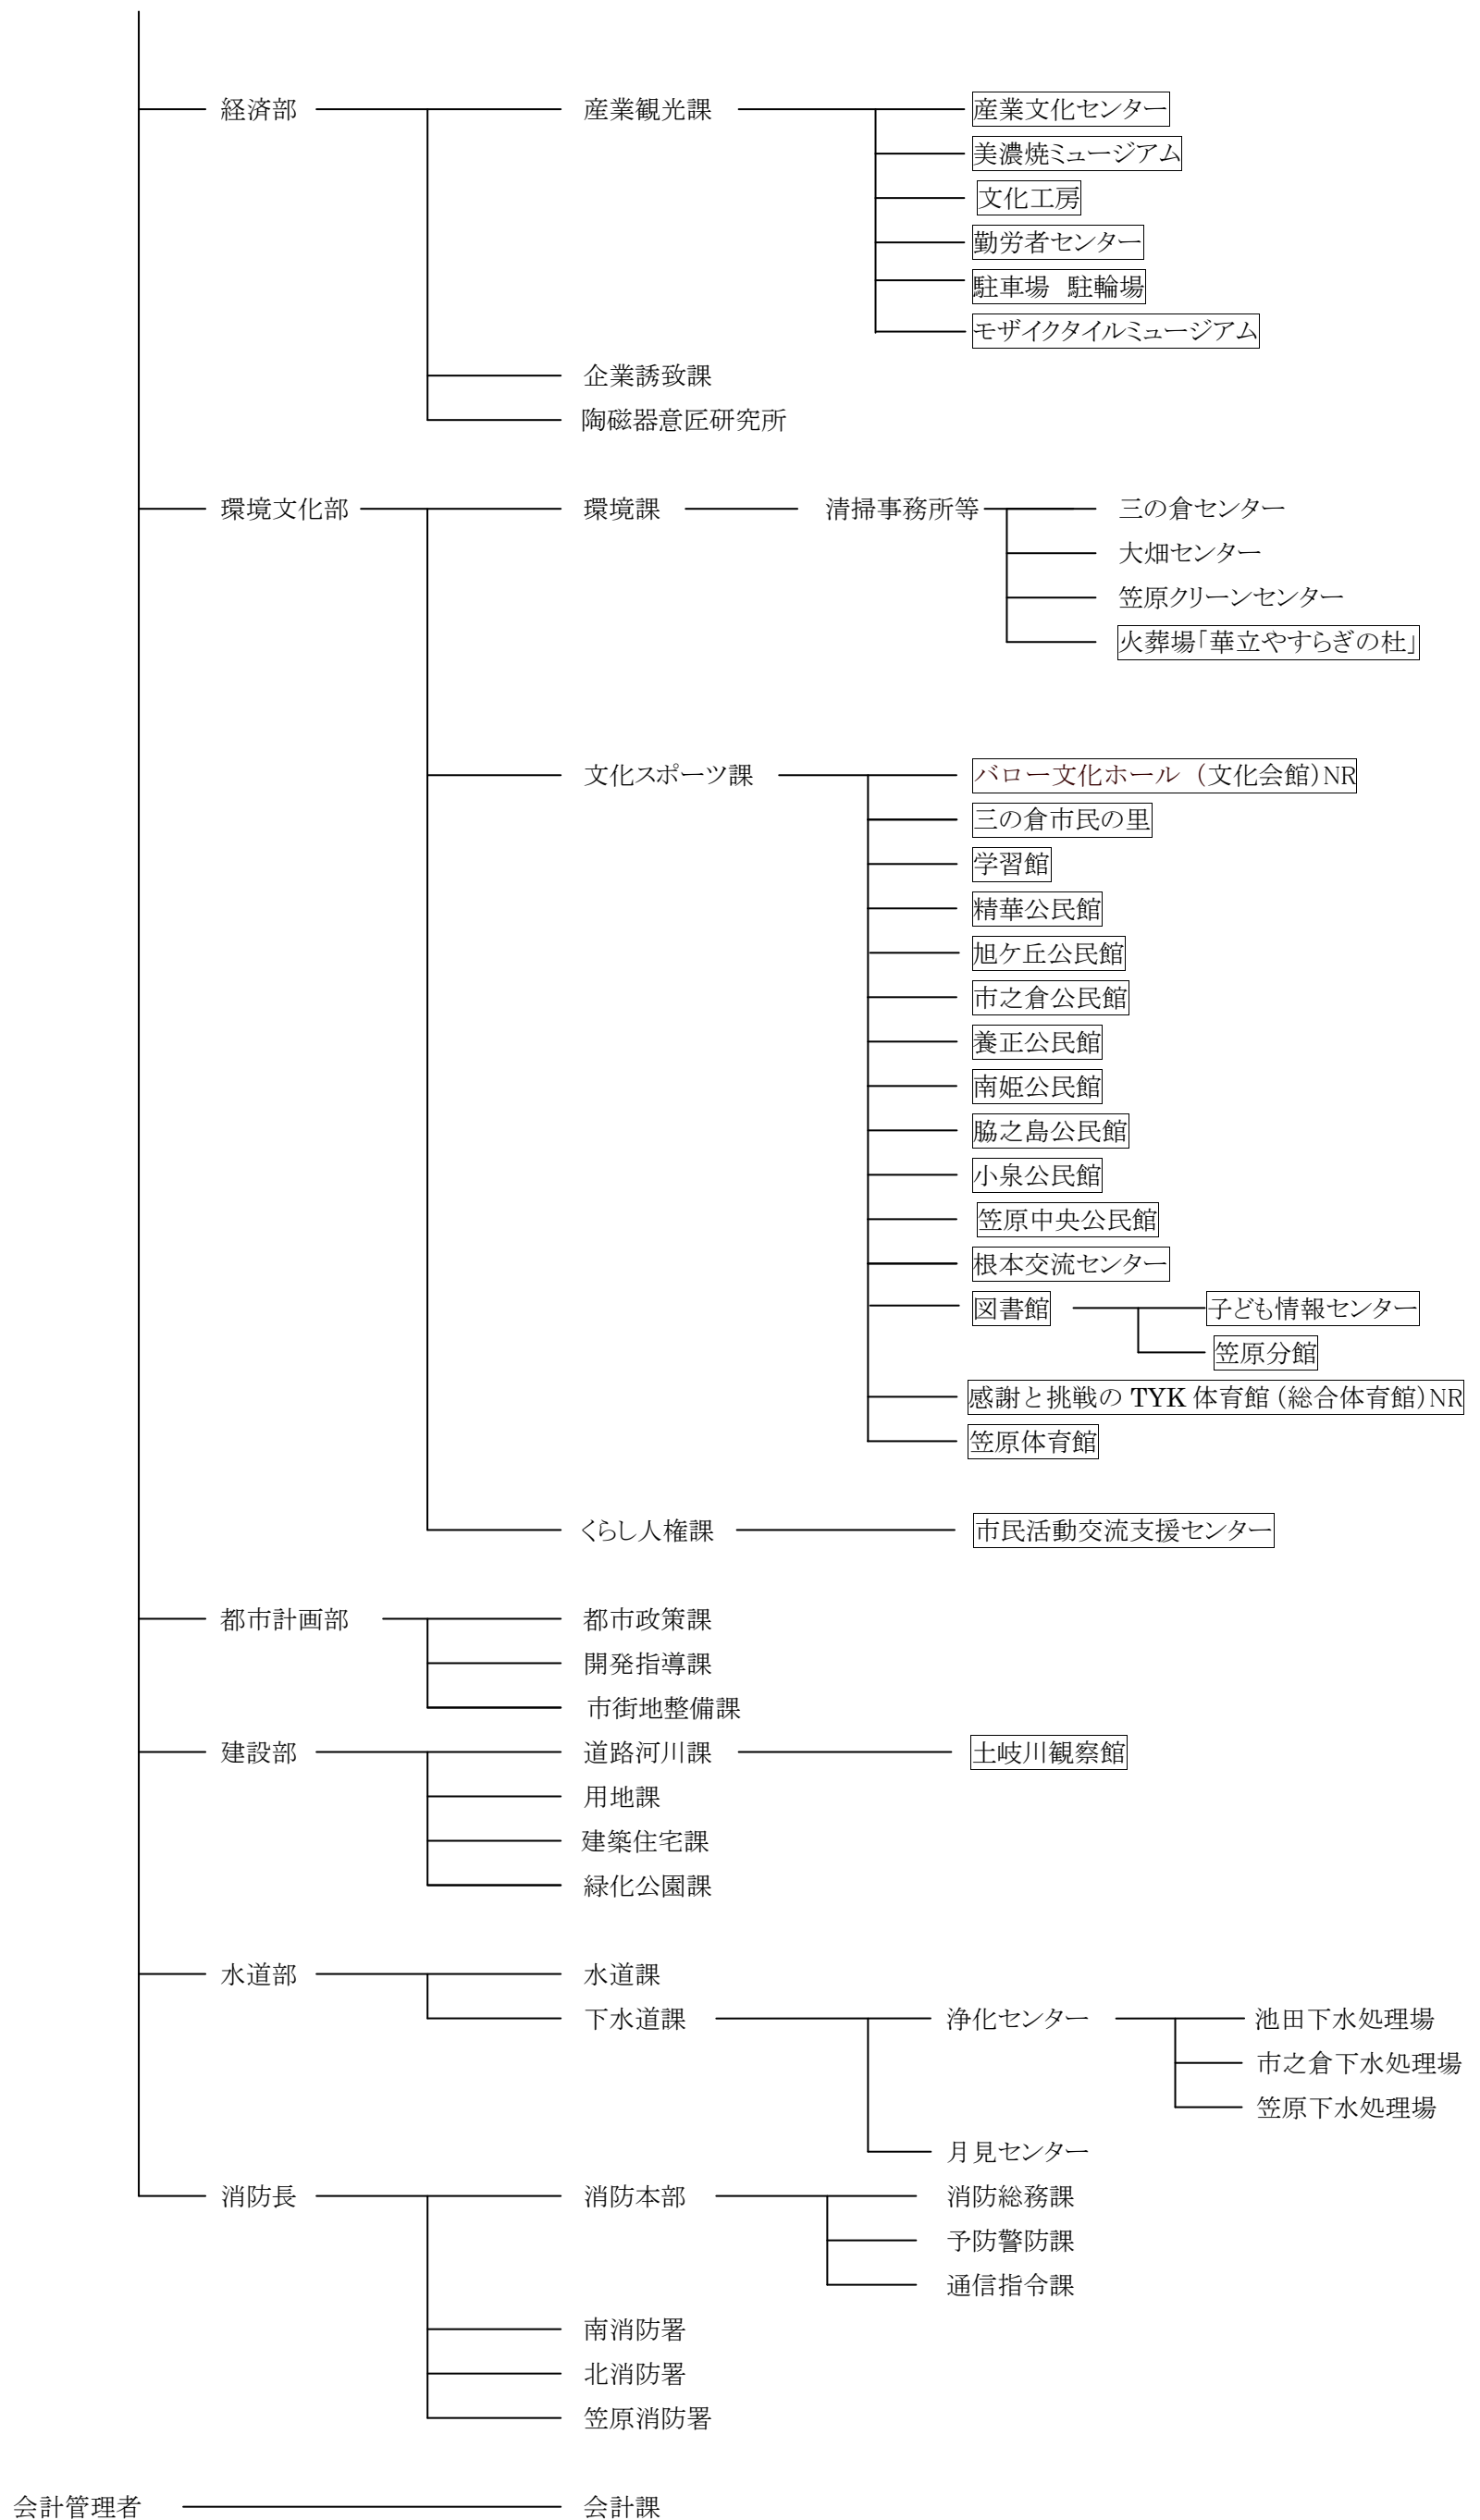 経済部 産業観光課 産業文化センター
美濃焼ミュージアム
文化工房
勤労者センター
駐車場 駐輪場
モザイクタイルミュージアム
企業誘致課
陶磁器意匠研究所
環境文化部 環境課 清掃事務所等 三の倉センター
大畑センター
笠原クリーンセンター
火葬場「華立やすらぎの杜」
文化スポーツ課 バロー文化ホール (文化会館)NR
三の倉市民の里
学習館
精華公民館
旭ケ丘公民館
市之倉公民館
養正公民館
南姫公民館
脇之島公民館
小泉公民館
笠原中央公民館
根本交流センター
図書館 子ども情報センター
笠原分館
感謝と挑戦の TYK 体育館 (総合体育館)NR
笠原体育館
くらし人権課 市民活動交流支援センター
都市計画部 都市政策課
開発指導課
市街地整備課
建設部 道路河川課 土岐川観察館
用地課
建築住宅課
緑化公園課
水道部 水道課
下水道課 浄化センター 池田下水処理場
市之倉下水処理場
笠原下水処理場
月見センター
消防長 消防本部 消防総務課
予防警防課
通信指令課
南消防署
北消防署
笠原消防署
会計管理者 会計課